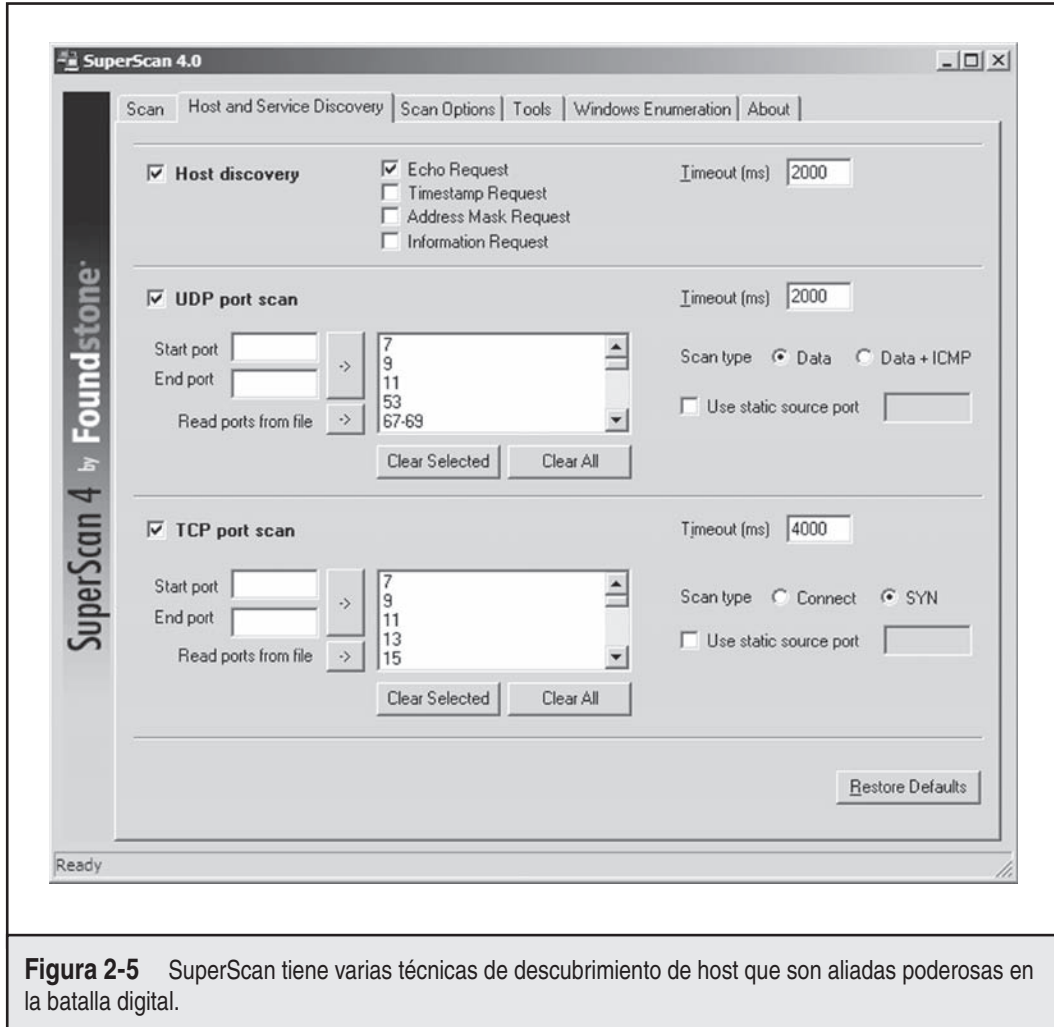 SuperScan 4.0
Scan Host and Service Discovery Scan Options Tools Windows Enumeration About
SuperScan 4 by Foundstone
Host discovery
Echo Request
Timestamp Request
Address Mask Request
Information Request
Timeout (ms) 2000
UDP port scan
Timeout (ms) 2000
Start port
End port
->
Read ports from file ->
7
9
11
53
67-69
Scan type Data Data + ICMP
Use static source port
Clear Selected Clear All
TCP port scan
Timeout (ms) 4000
Start port
End port
->
Read ports from file ->
7
9
11
13
15
Scan type Connect SYN
Use static source port
Clear Selected Clear All
Restore Defaults
Ready
Figura 2-5 SuperScan tiene varias técnicas de descubrimiento de host que son aliadas poderosas en
la batalla digital.